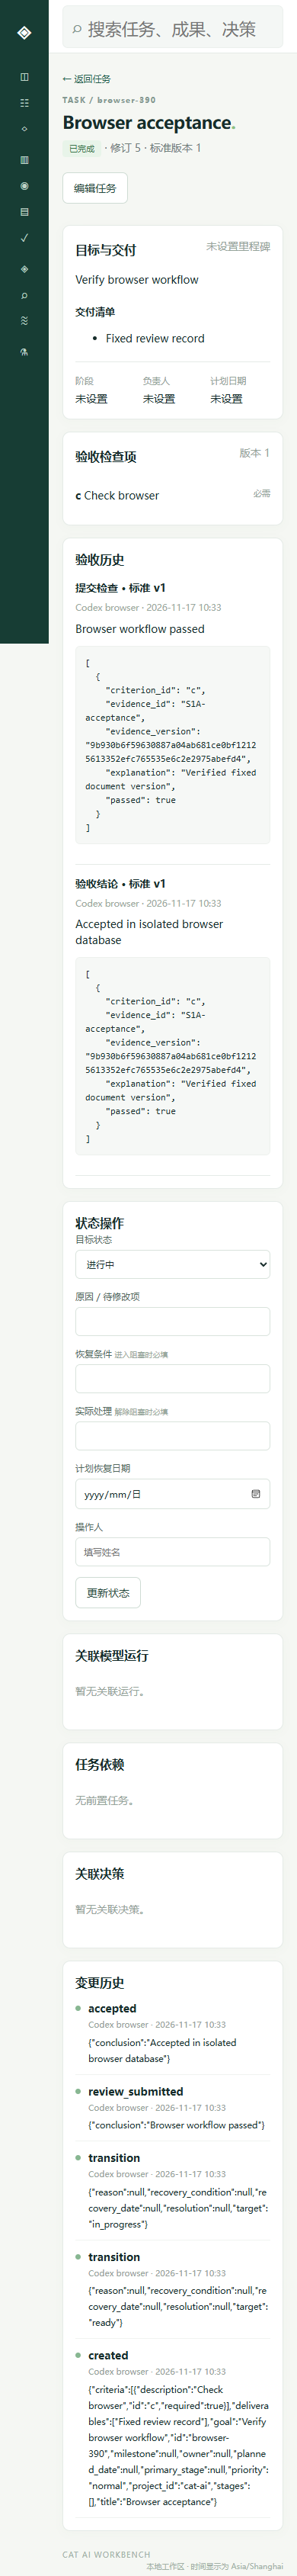 搜索任务、成果、决策
← 返回任务
TASK / browser-390
Browser acceptance.
已完成 · 修订 5 · 标准版本 1
编辑任务
目标与交付
未设置里程碑
Verify browser workflow
交付清单
• Fixed review record
阶段 负责人 计划日期
未设置 未设置 未设置
验收检查项
版本 1
c Check browser
必需
验收历史
提交检查 • 标准 v1
Codex browser · 2026-11-17 10:33
Browser workflow passed
[
{
"criterion_id": "c",
"evidence_id": "S1A-
acceptance",
"evidence_version":
"9b930b6f59630887a04ab681ce0bf1212
5613352efc765535e6c2e2975abefd4",
"explanation": "Verified fixed
document version",
"passed": true
}
]
验收结论 • 标准 v1
Codex browser · 2026-11-17 10:33
Accepted in isolated browser
database
[
{
"criterion_id": "c",
"evidence_id": "S1A-
acceptance",
"evidence_version":
"9b930b6f59630887a04ab681ce0bf1212
5613352efc765535e6c2e2975abefd4",
"explanation": "Verified fixed
document version",
"passed": true
}
]
状态操作
目标状态
进行中
原因 / 待修改项
恢复条件 进入阻塞时必填
实际处理 解除阻塞时必填
计划恢复日期
yyyy/mm/日
操作人
填写姓名
更新状态
关联模型运行
暂无关联运行。
任务依赖
无前置任务。
关联决策
暂无关联决策。
变更历史
accepted
Codex browser · 2026-11-17 10:33
{"conclusion":"Accepted in isolated
browser database"}
review_submitted
Codex browser · 2026-11-17 10:33
{"conclusion":"Browser workflow passed"}
transition
Codex browser · 2026-11-17 10:33
{"reason":null,"recovery_condition":null,"re
covery_date":null,"resolution":null,"target":
"in_progress"}
transition
Codex browser · 2026-11-17 10:33
{"reason":null,"recovery_condition":null,"re
covery_date":null,"resolution":null,"target":
"ready"}
created
Codex browser · 2026-11-17 10:33
{"criteria":[{"description":"Check
browser","id":"c","required":true}],"delivera
bles":["Fixed review record"],"goal":"Verify
browser workflow","id":"browser-
390","milestone":null,"owner":null,"planne
d_date":null,"primary_stage":null,"priority":
"normal","project_id":"cat-ai","stages":
[],"title":"Browser acceptance"}
CAT AI WORKBENCH
本地工作区 · 时间显示为 Asia/Shanghai